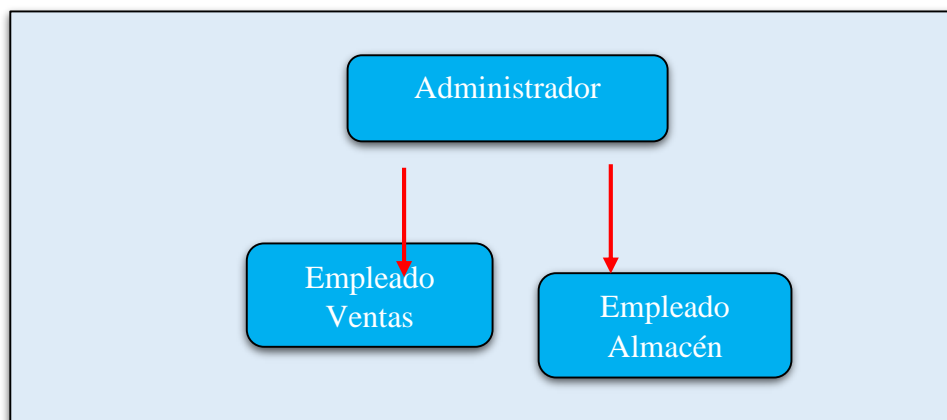 Administrador
Empleado
Ventas
Empleado
Almacén